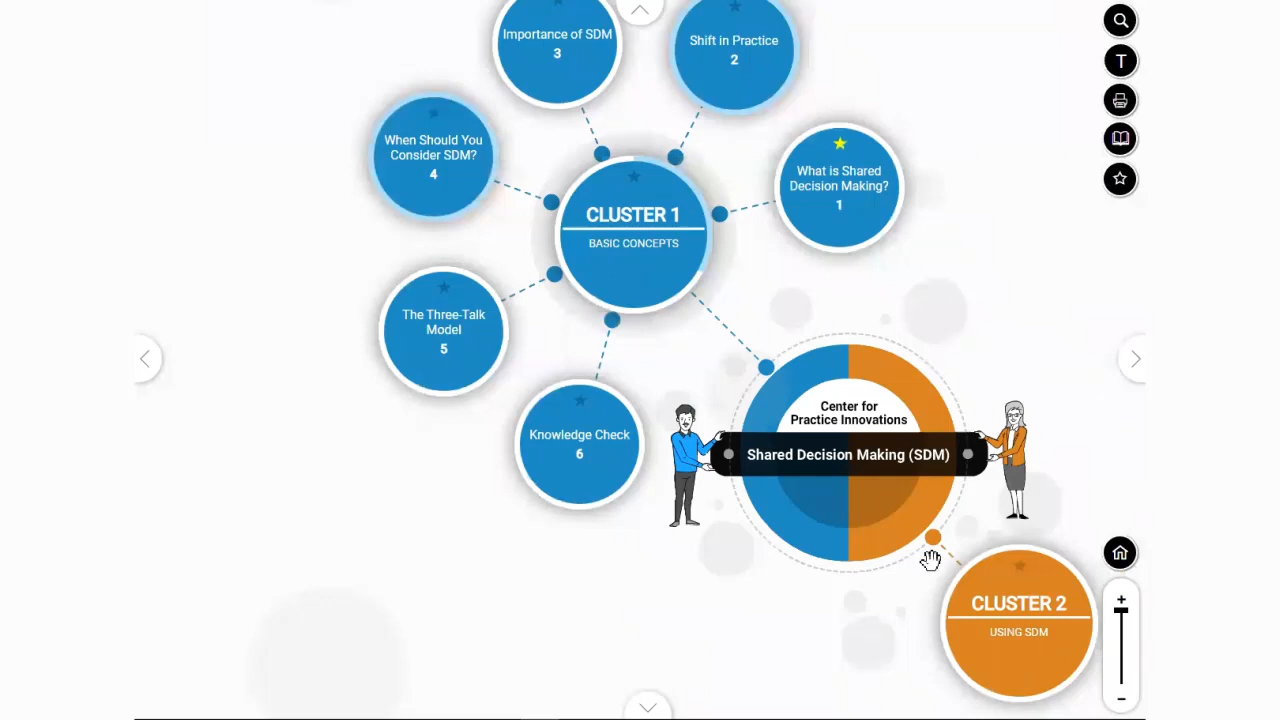 Importance of SDM
3
Shift in Practice
2
When Should You
Consider SDM?
4
What is Shared
Decision Making?
1
CLUSTER 1
BASIC CONCEPTS
The Three-Talk
Model
5
Knowledge Check
6
Center for
Practice Innovations
Shared Decision Making (SDM)
CLUSTER 2
USING SDM
T
+
-